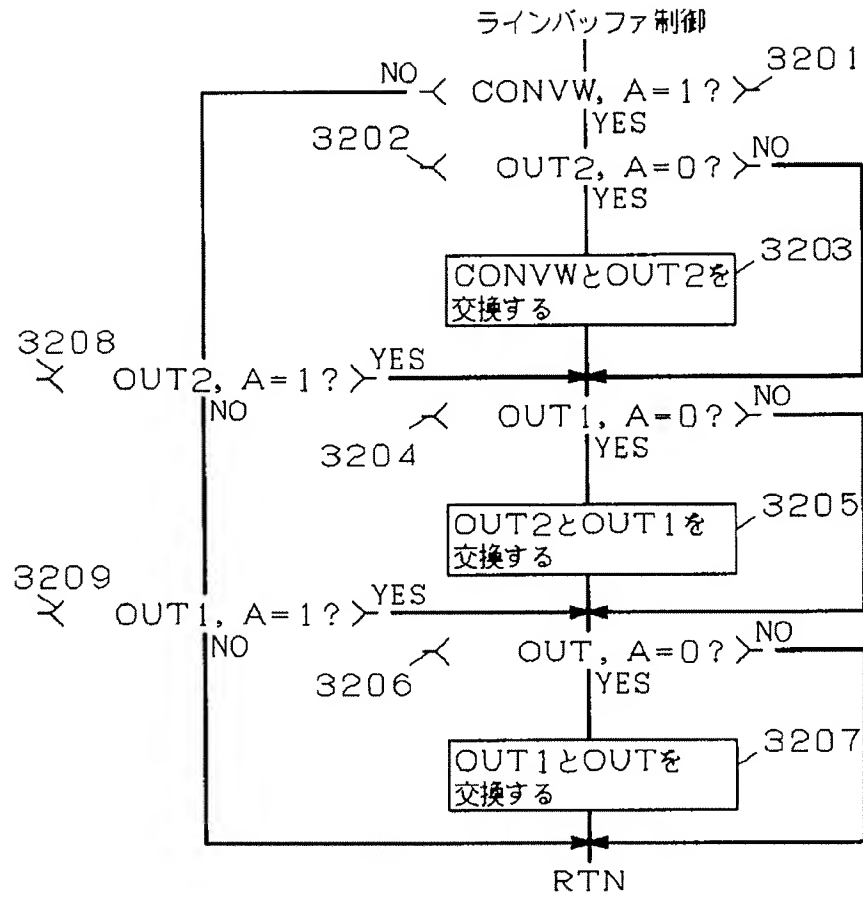 ラインバッファ制御
NO CONVW, A=1? 3201
YES
3202 OUT2, A=0? NO
YES
3203
CONVWとOUT2を
交換する
3208
OUT2, A=1? YES
NO
OUT1, A=0? NO
3204 YES
3205
OUT2とOUT1を
交換する
3209
OUT1, A=1? YES
NO
OUT, A=0? NO
3206 YES
3207
OUT1とOUTを
交換する
RTN